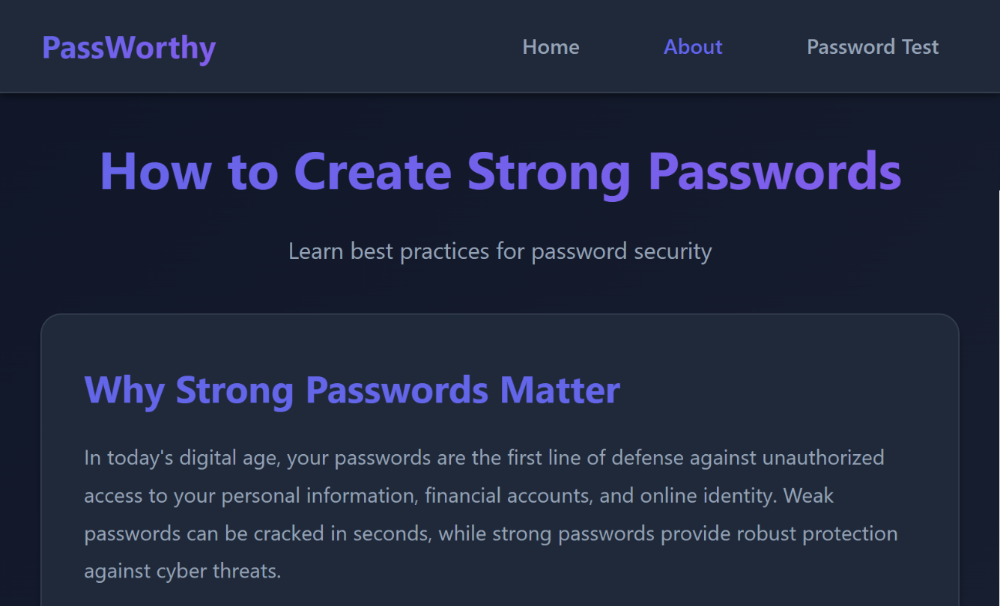 PassWorthy
Home About Password Test
How to Create Strong Passwords
Learn best practices for password security
Why Strong Passwords Matter
In today's digital age, your passwords are the first line of defense against unauthorized
access to your personal information, financial accounts, and online identity. Weak
passwords can be cracked in seconds, while strong passwords provide robust protection
against cyber threats.